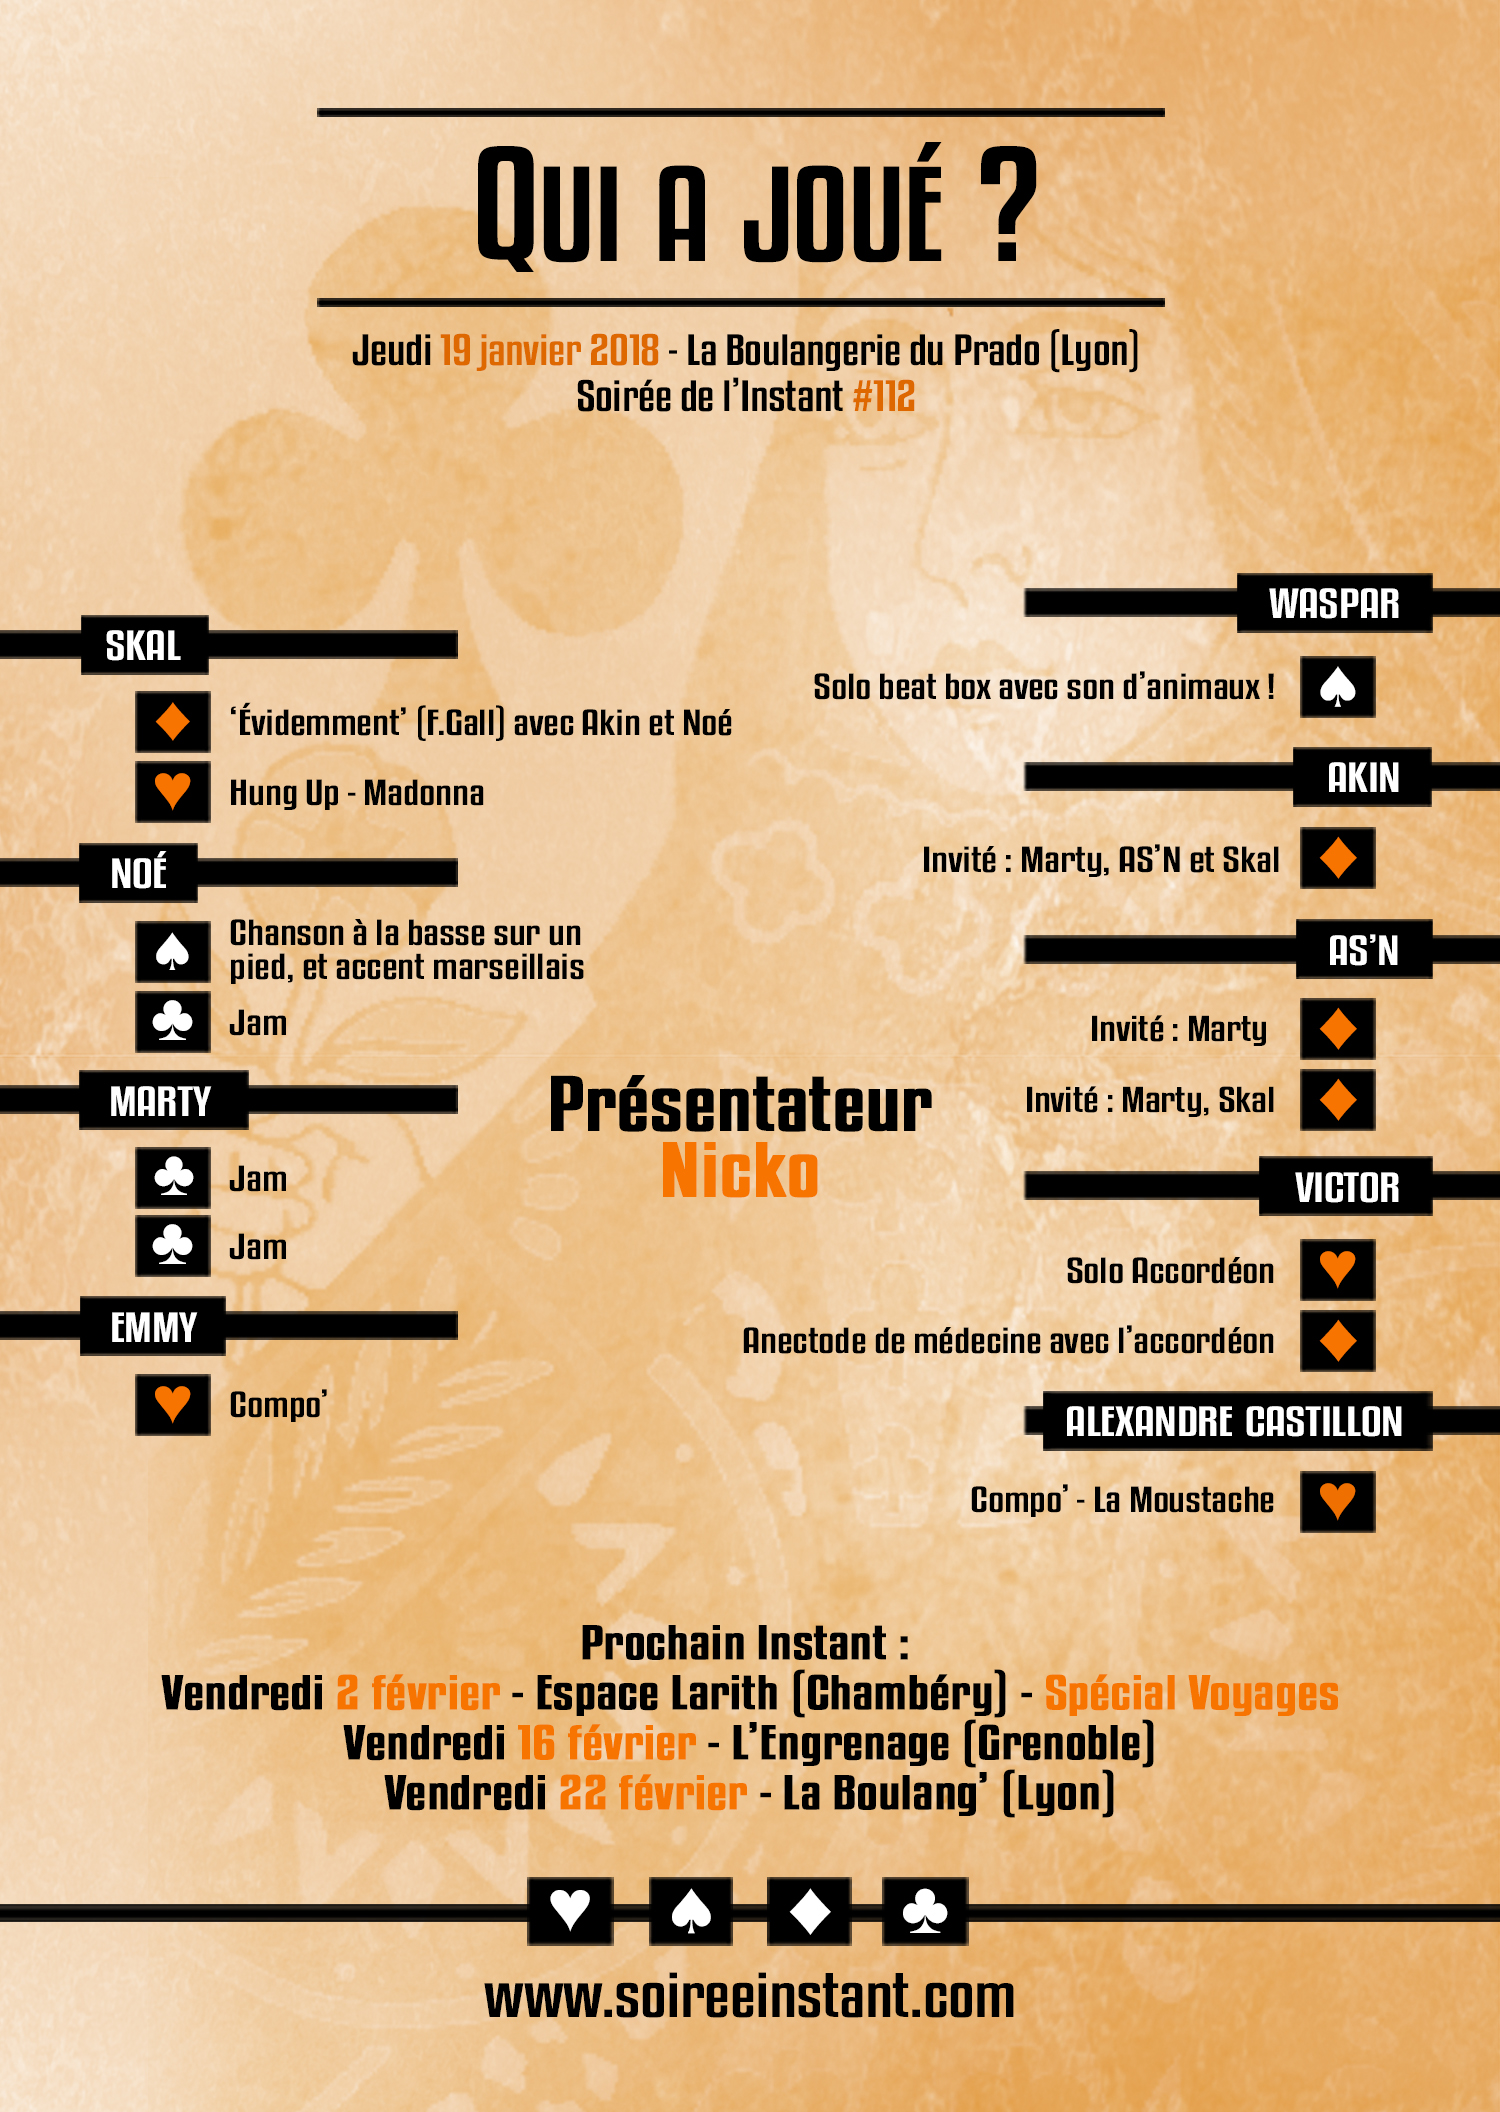 QUI A JOUÉ ?
Jeudi 19 janvier 2018 - La Boulangerie du Prado (Lyon)
Soirée de l'Instant #112
SKAL
'Évidemment' (F.Gall) avec Akin et Noé
Hung Up - Madonna
NOÉ
Chanson à la basse sur un
pied, et accent marseillais
Jam
MARTY
Jam
Jam
EMMY
Compo'
Présentateur
Nicko
WASPAR
Solo beat box avec son d'animaux !
AKIN
Invité : Marty, AS'N et Skal
AS'N
Invité : Marty
Invité : Marty, Skal
VICTOR
Solo Accordéon
Anectode de médecine avec l'accordéon
ALEXANDRE CASTILLON
Compo' - La Moustache
Prochain Instant :
Vendredi 2 février - Espace Larith (Chambéry) - Spécial Voyages
Vendredi 16 février - L'Engrenage (Grenoble)
Vendredi 22 février - La Boulang' (Lyon)
www.soireeinstant.com